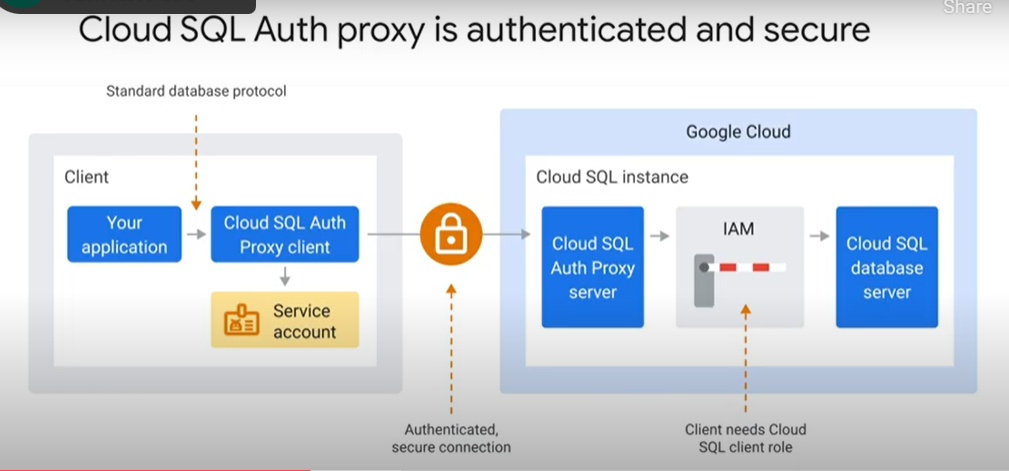 Share
Cloud SQL Auth proxy is authenticated and secure
Standard database protocol
Client
Your
application
Cloud SQL Auth
Proxy client
Service
account
Authenticated,
secure connection
Google Cloud
Cloud SQL instance
Cloud SQL
Auth Proxy
server
IAM
Cloud SQL
database
server
Client needs Cloud
SQL client role